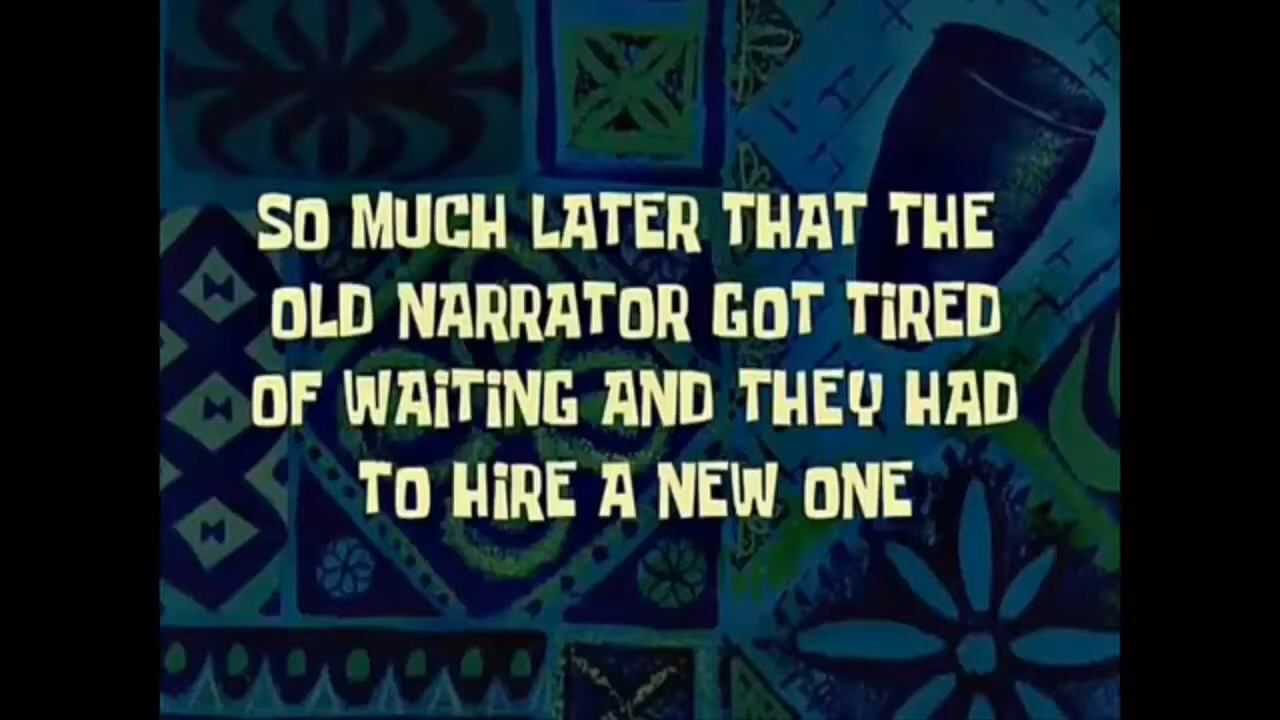 SO MUCH LATER THAT THE
OLD NARRATOR GOT TiRED
OF WAiTiNG AND THEY HAD
TO HiRE A NEW ONE